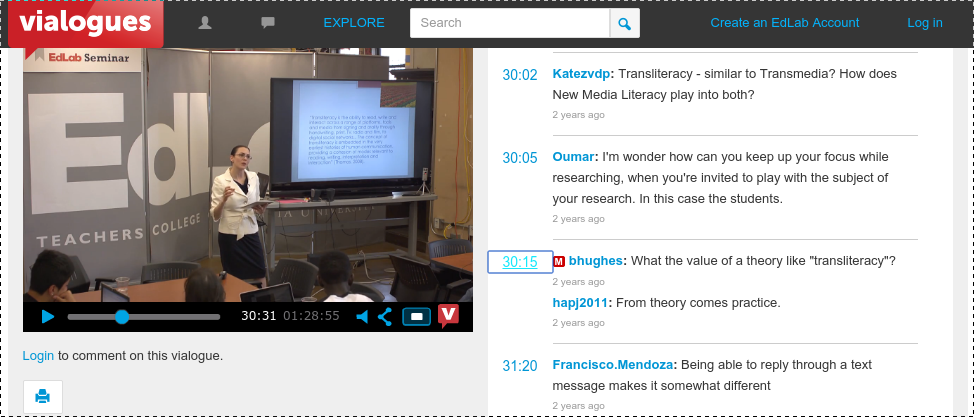 vialogues
EXPLORE
Search
Create an EdLab Account
Log in
EdLab Seminar
EdL
TEACHERS COLLEGE
IA UNIVERSIT
30:31 01:28:55
Login to comment on this vialogue.
30:02 Katezvdp: Transliteracy - similar to Transmedia? How does
New Media Literacy play into both?
2 years ago
30:05 Oumar: I'm wonder how can you keep up your focus while
researching, when you're invited to play with the subject of
your research. In this case the students.
2 years ago
30:15 M bhughes: What the value of a theory like "transliteracy"?
2 years ago
hapj2011: From theory comes practice.
2 years ago
31:20 Francisco.Mendoza: Being able to reply through a text
message makes it somewhat different
2 years ago